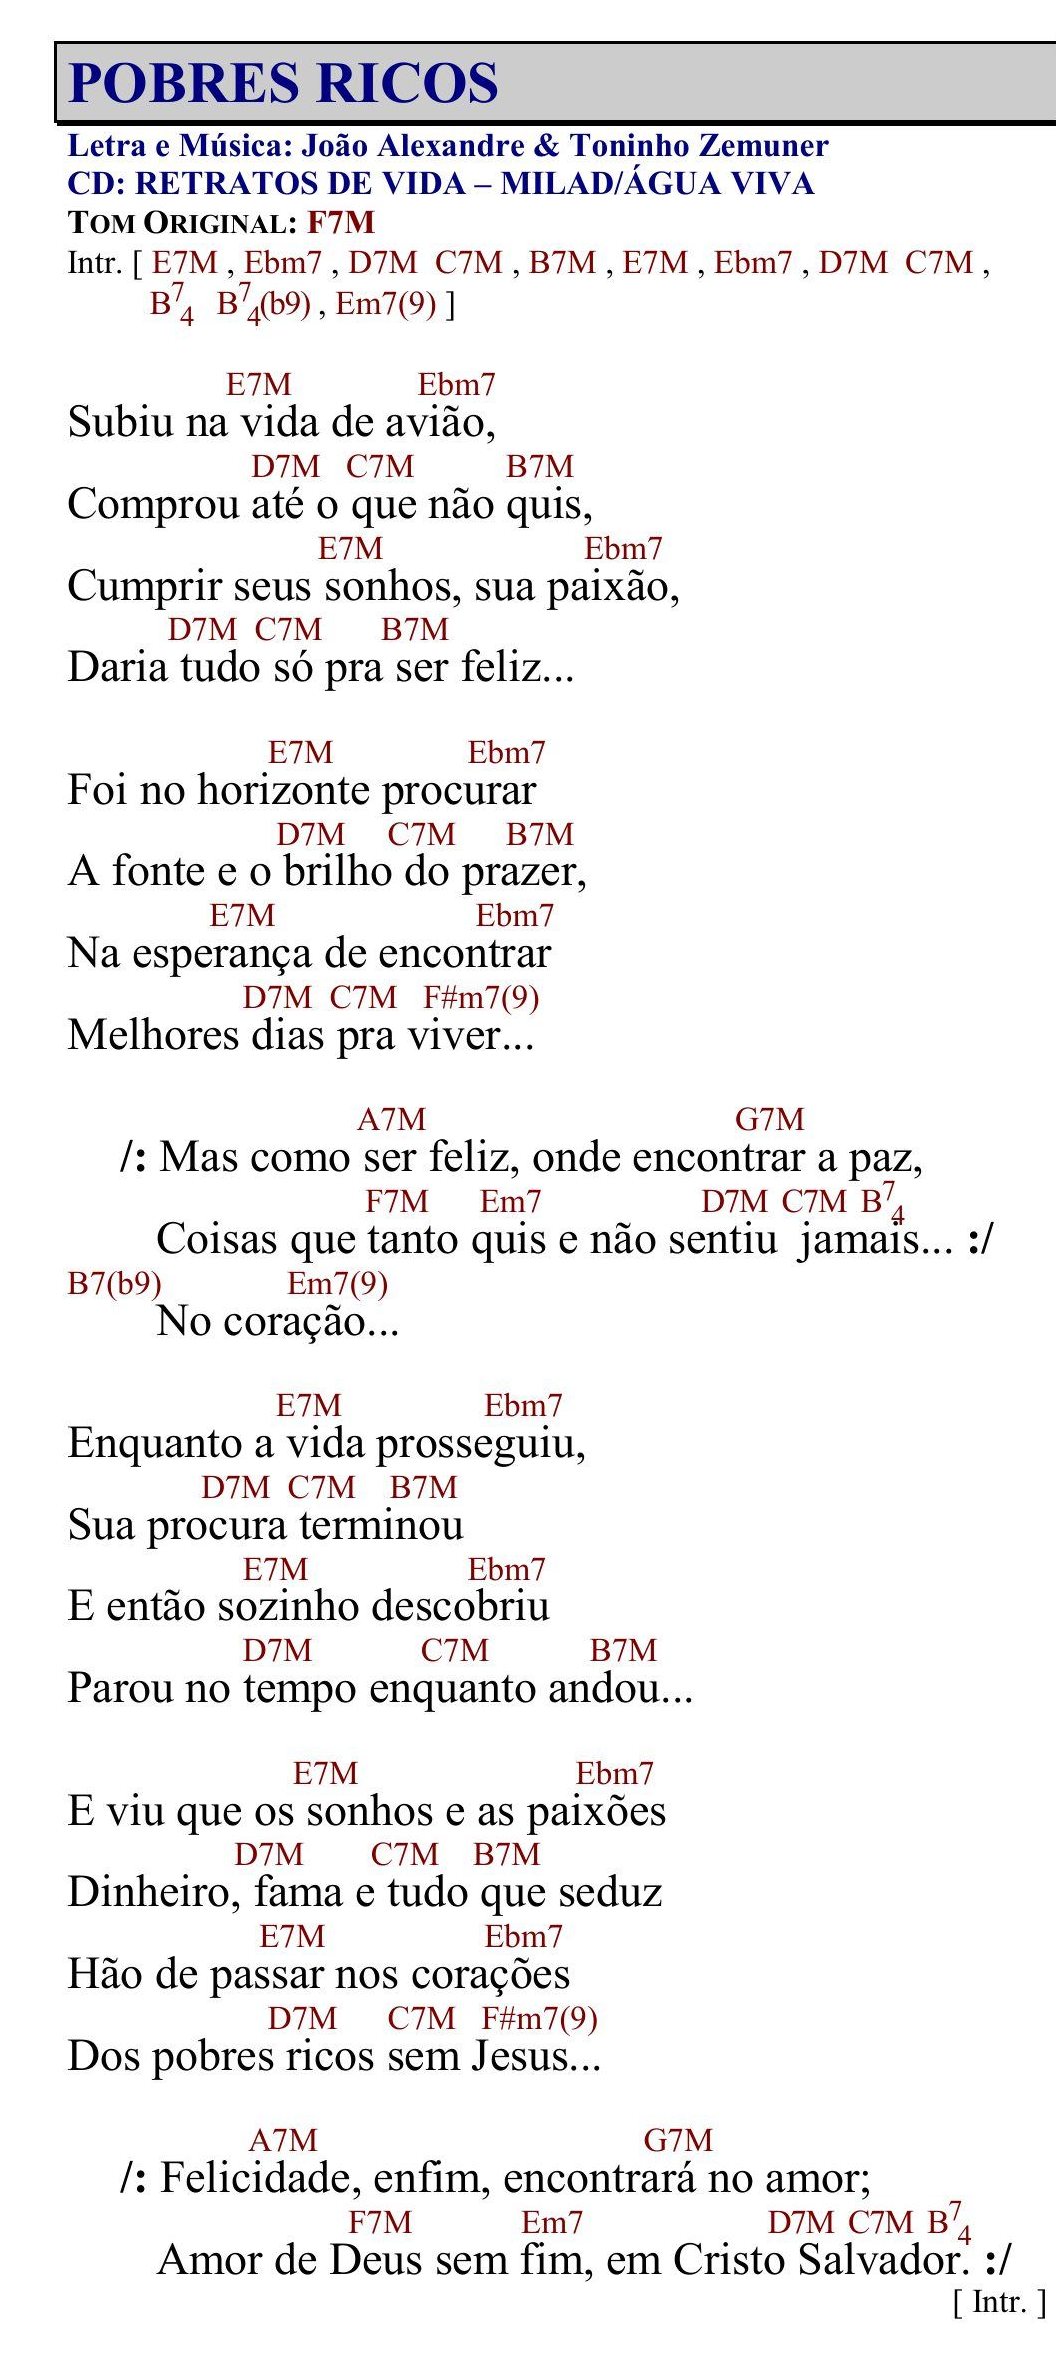 POBRES RICOS
Letra e Música: João Alexandre & Toninho Zemuner
CD: RETRATOS DE VIDA – MILAD/ÁGUA VIVA
TOM ORIGINAL: F7M
Intr. [ E7M , Ebm7 , D7M C7M , B7M , E7M , Ebm7 , D7M C7M ,
B7 4 B7 4(b9) , Em7(9) ]
E7M Ebm7
Subiu na vida de avião,
D7M C7M B7M
Comprou até o que não quis,
E7M Ebm7
Cumprir seus sonhos, sua paixão,
D7M C7M B7M
Daria tudo só pra ser feliz...
E7M Ebm7
Foi no horizonte procurar
D7M C7M B7M
A fonte e o brilho do prazer,
E7M Ebm7
Na esperança de encontrar
D7M C7M F#m7(9)
Melhores dias pra viver...
A7M G7M
/: Mas como ser feliz, onde encontrar a paz,
F7M Em7 D7M C7M B7 4
Coisas que tanto quis e não sentiu jamais... :/
B7(b9) Em7(9)
No coração...
E7M Ebm7
Enquanto a vida prosseguiu,
D7M C7M B7M
Sua procura terminou
E7M Ebm7
E então sozinho descobriu
D7M C7M B7M
Parou no tempo enquanto andou...
E7M Ebm7
E viu que os sonhos e as paixões
D7M C7M B7M
Dinheiro, fama e tudo que seduz
E7M Ebm7
Hão de passar nos corações
D7M C7M F#m7(9)
Dos pobres ricos sem Jesus...
A7M G7M
/: Felicidade, enfim, encontrará no amor;
F7M Em7 D7M C7M B7 4
Amor de Deus sem fim, em Cristo Salvador. :/
[ Intr. ]